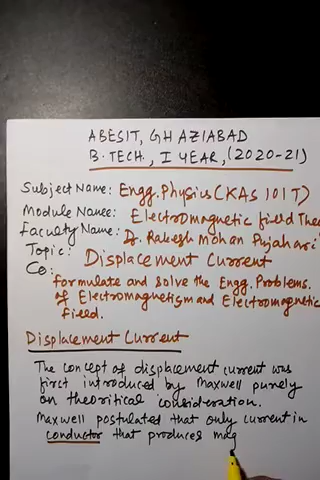 ABESIT, GHAZIABAD
B.TECH., I YEAR, (2020-21)
Subject Name: Engg. Physics (KAS 101T)
Module Name: Electromagnetic field Theo
Faculty Name: Dr. Rakesh Mohan Pujahari
Topic: Displacement Current
Co: formulate and solve the Engg. Problems
of Electromagnetism and Electromagnetic
field.
Displacement Current
The concept of displacement current was
first introduced by Maxwell purely
on theoritical consideration.
Maxwell postulated that only current in
conductor that produces mag